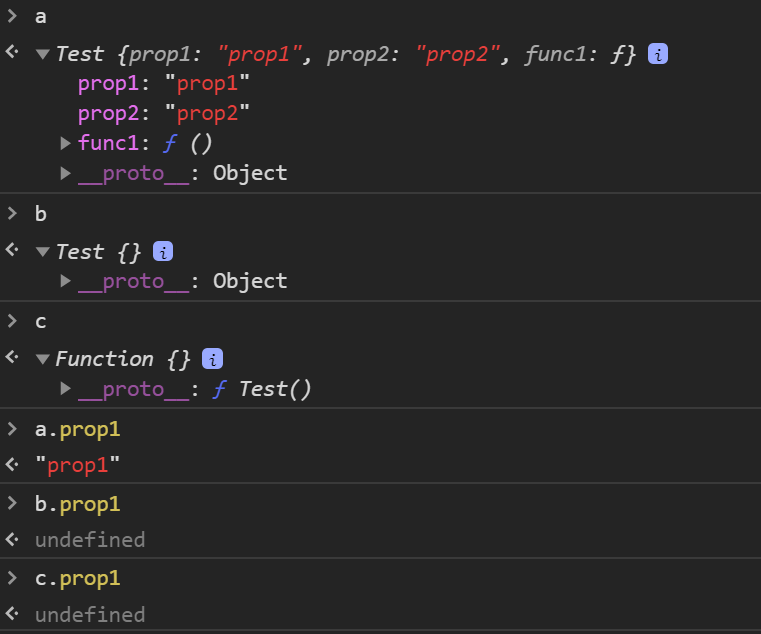 > a
Test {prop1: "prop1", prop2: "prop2", func1: ƒ} i
prop1: "prop1"
prop2: "prop2"
func1: ƒ ()
__proto__: Object
> b
Test {} i
__proto__: Object
> c
Function {} i
__proto__: ƒ Test()
> a.prop1
"prop1"
> b.prop1
undefined
> c.prop1
undefined